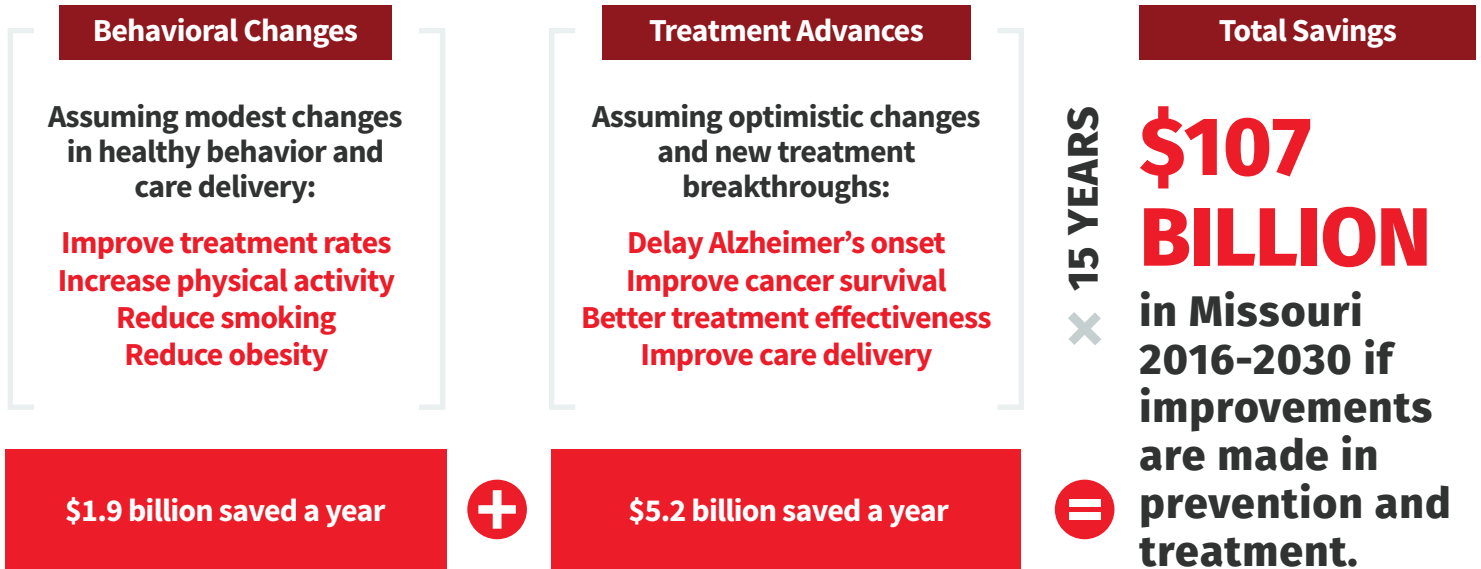 Behavioral Changes
Assuming modest changes
in healthy behavior and
care delivery:
Improve treatment rates
Increase physical activity
Reduce smoking
Reduce obesity
$1.9 billion saved a year
+
Treatment Advances
Assuming optimistic changes
and new treatment
breakthroughs:
Delay Alzheimer’s onset
Improve cancer survival
Better treatment effectiveness
Improve care delivery
$5.2 billion saved a year
× 15 YEARS
=
Total Savings
$107
BILLION
in Missouri
2016-2030 if
improvements
are made in
prevention and
treatment.